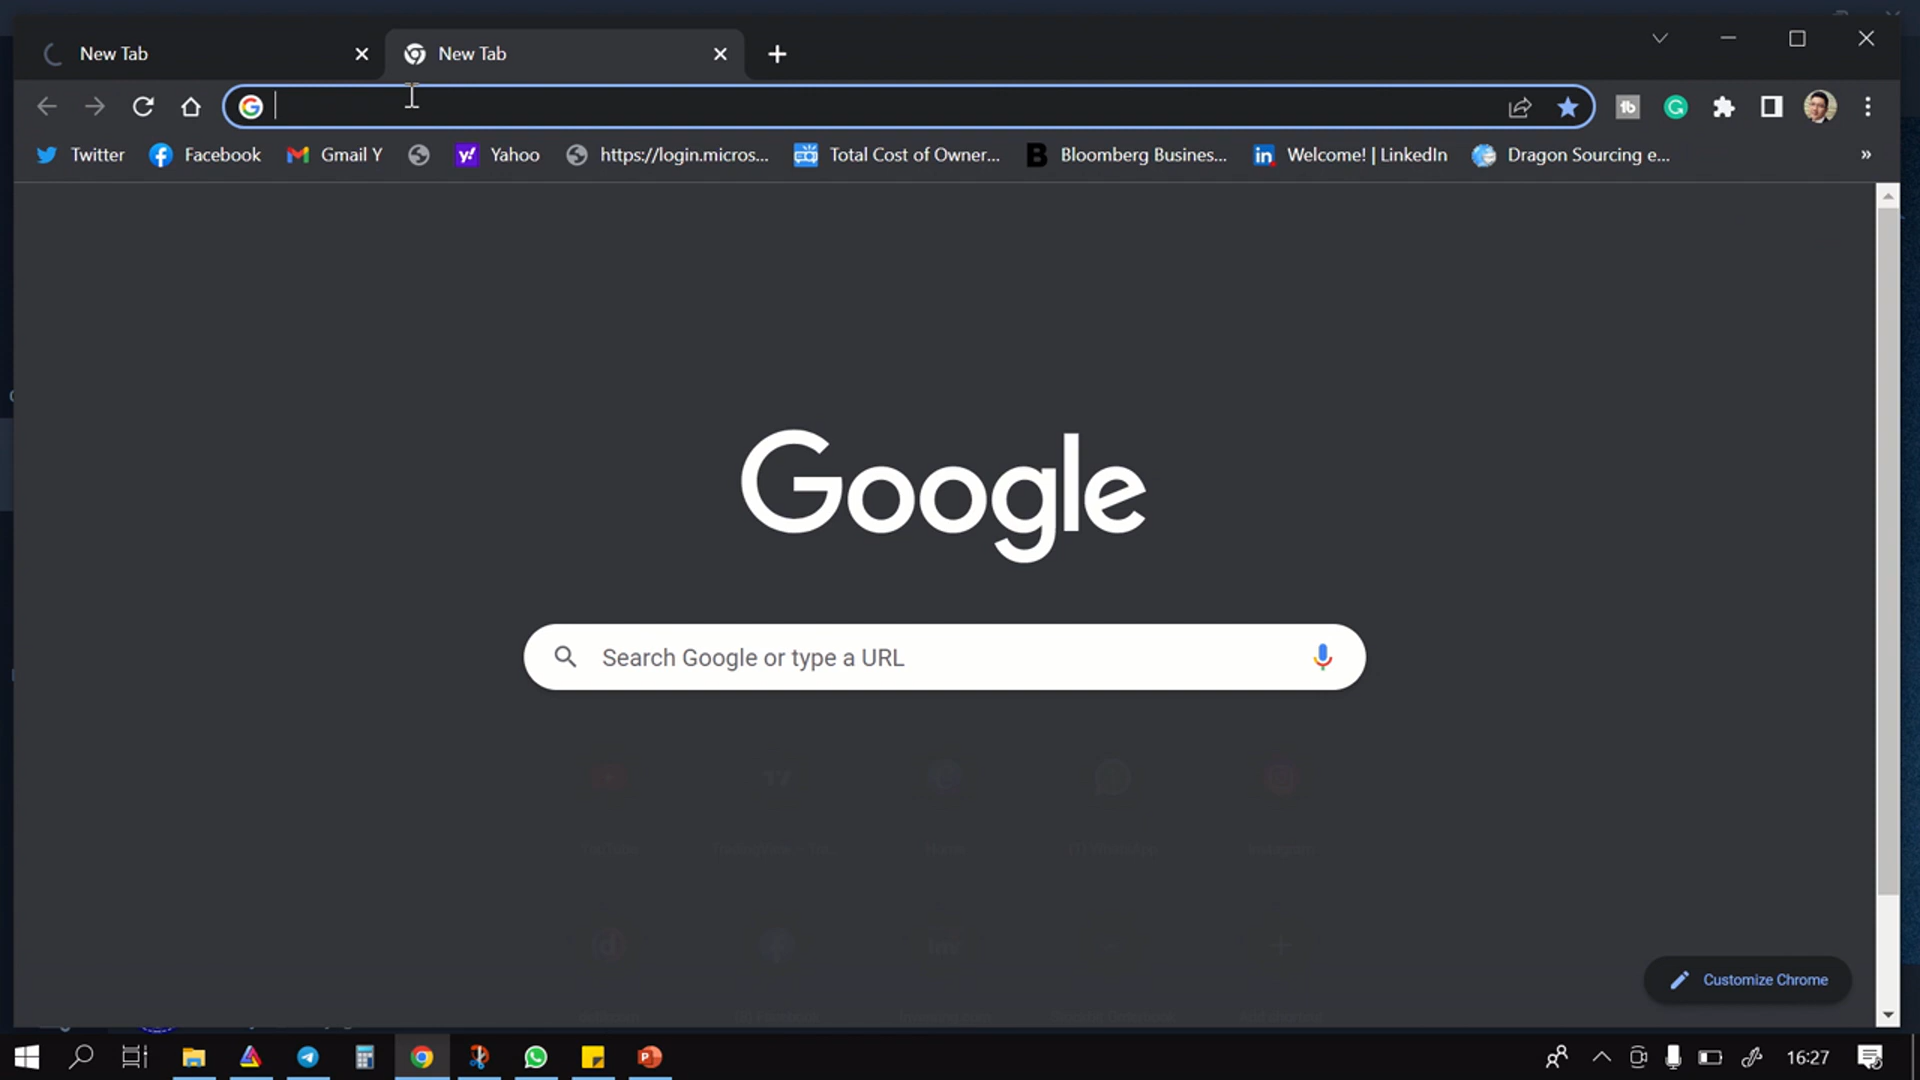 New Tab
New Tab
Twitter
Facebook
Gmail Y
Yahoo
https://login.micros...
Total Cost of Owner...
Bloomberg Busines...
Welcome! | LinkedIn
Dragon Sourcing e...
»
Google
Search Google or type a URL
YouTube
Customize Chrome
16:27